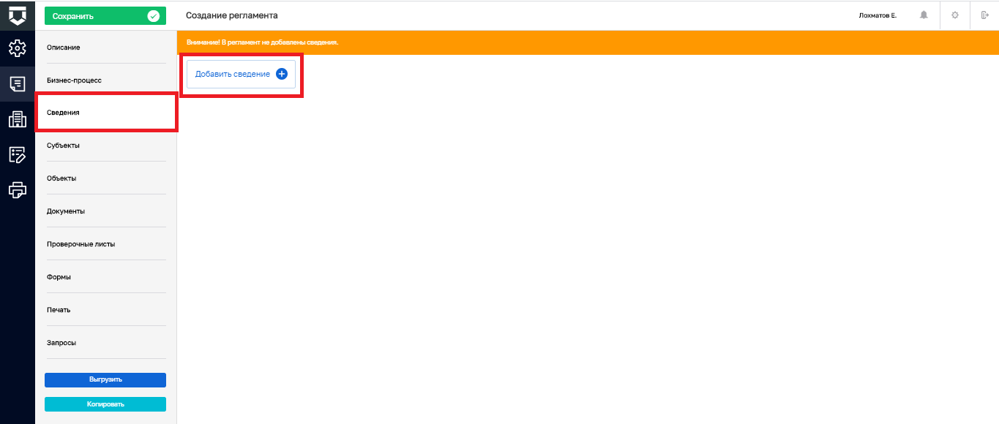 Сохранить
Создание регламента
Лохматов Е.
Внимание! В регламент не добавлены сведения.
Добавить сведение
Описание
Бизнес-процесс
Сведения
Субъекты
Объекты
Документы
Проверочные листы
Формы
Печать
Запросы
Выгрузить
Копировать